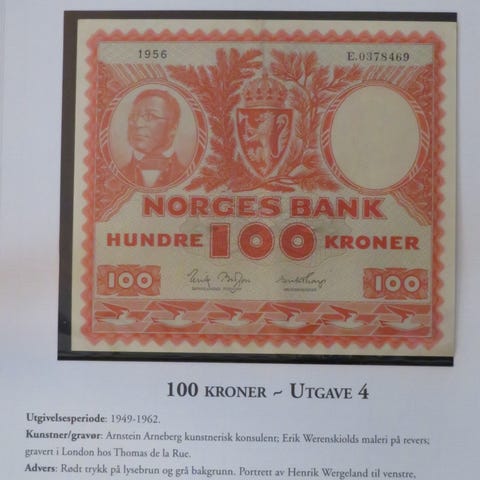 1956 E.0378469
NORGES BANK
HUNDRE 100 KRONER
100 100
100 KRONER ~ UTGAVE 4
Utgivelsesperiode: 1949-1962.
Kunstner/gravør: Arnstein Arneberg kunstnerisk konsulent; Erik Werenskiolds maleri på revers;
gravert i London hos Thomas de la Rue.
Advers: Rødt trykk på lysebrun og grå bakgrunn. Portrett av Henrik Wergeland til venstre,